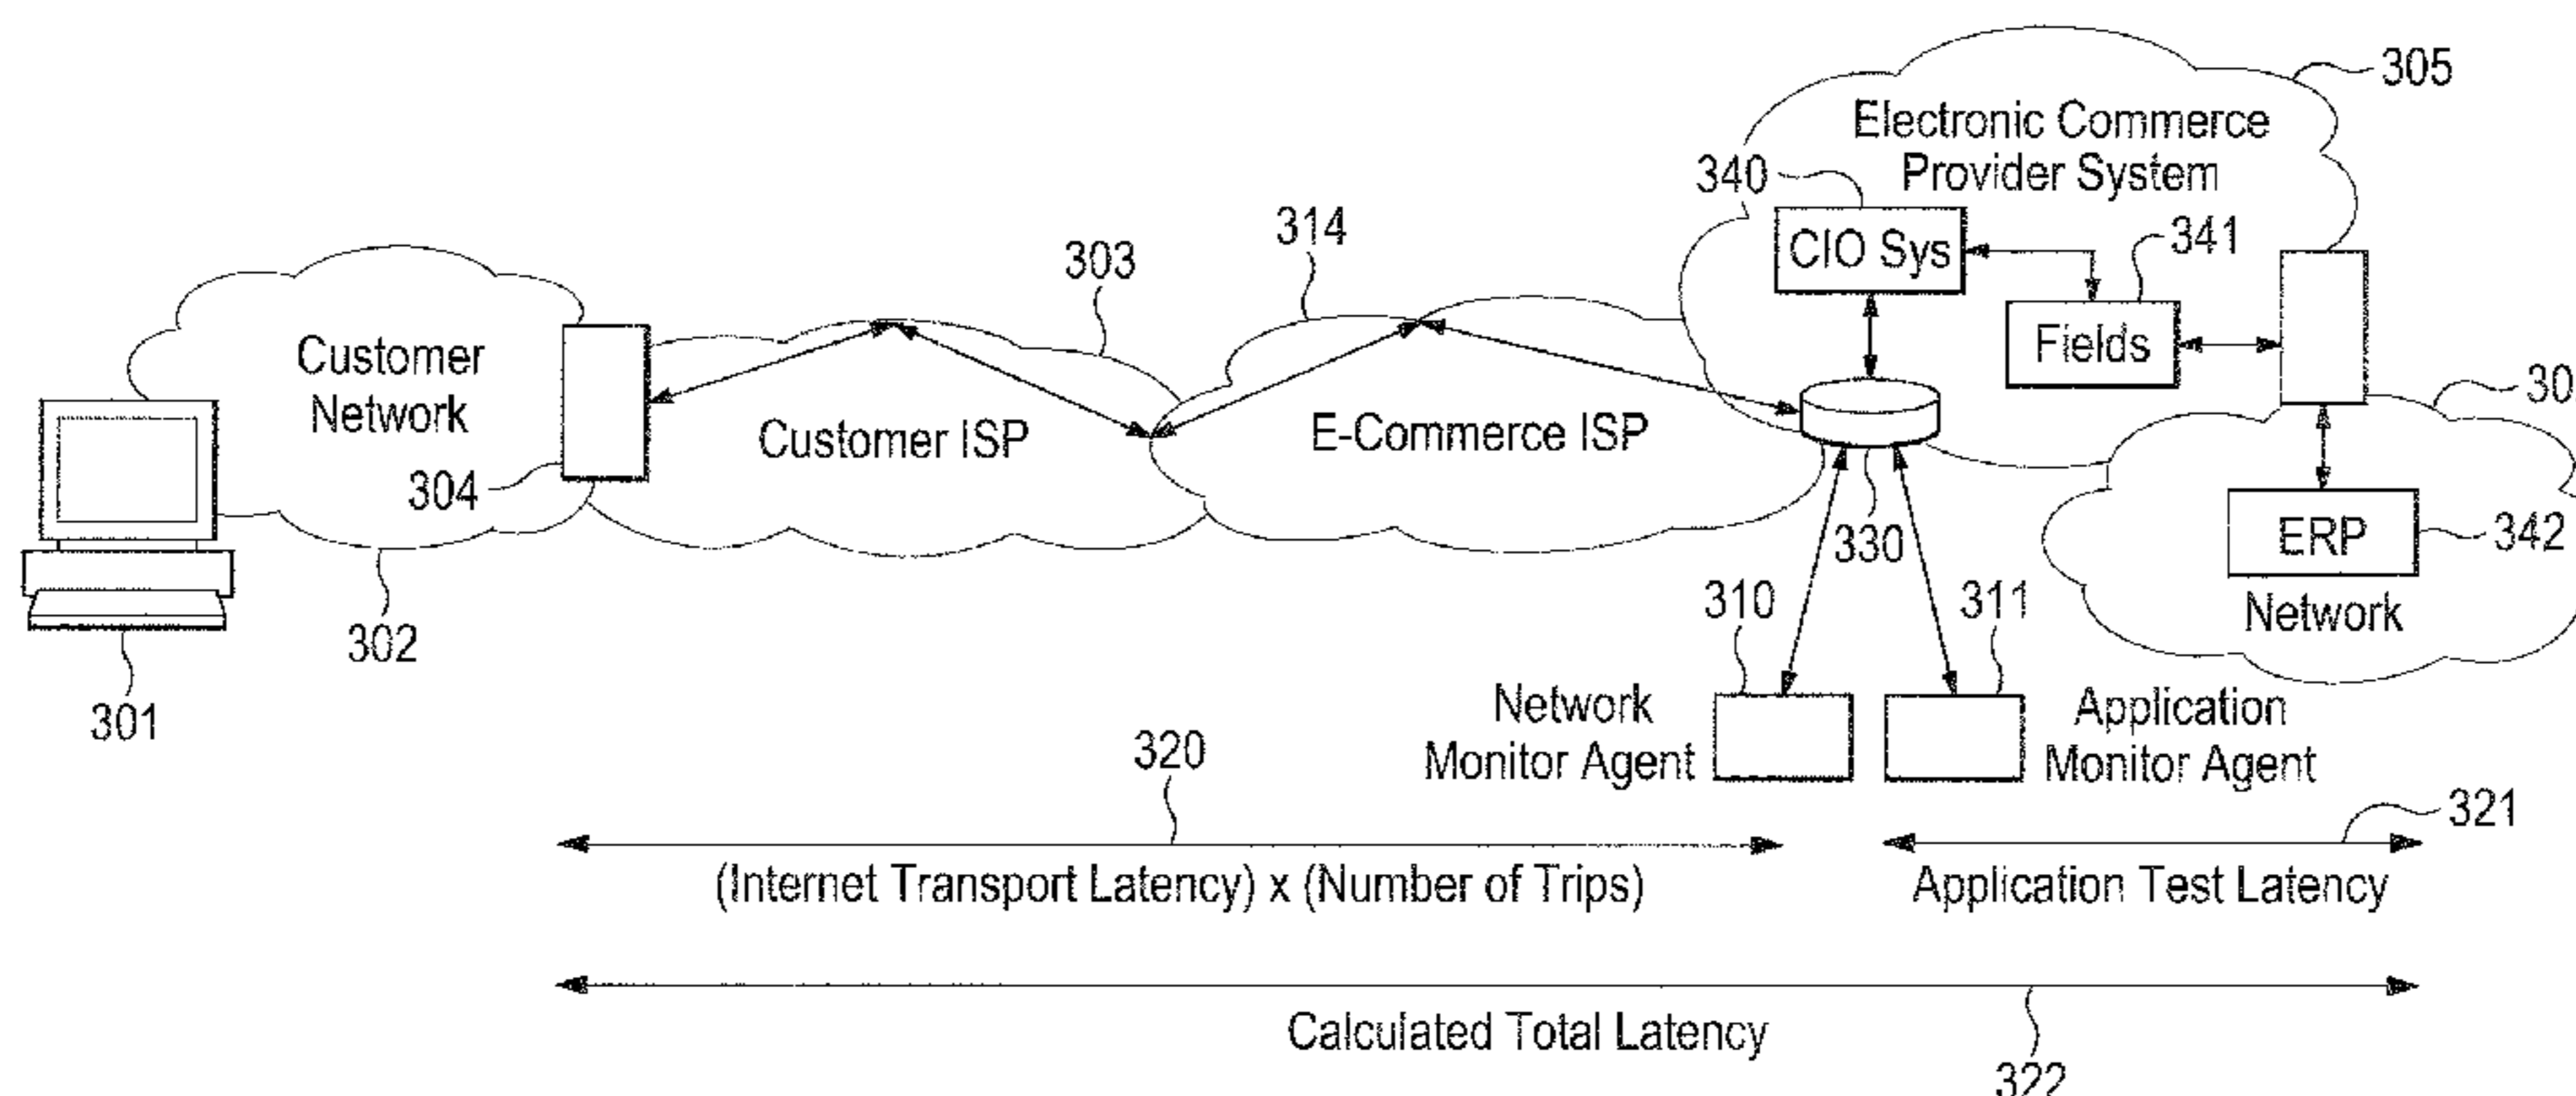 305
Electronic Commerce
Provider System
340
CIO Sys
341
Fields
314
303
Customer
Network
304
Customer ISP
E-Commerce ISP
30
ERP
342
Network
330
302
301
310
311
Network
Monitor Agent
Application
Monitor Agent
320
321
(Internet Transport Latency) x (Number of Trips)
Application Test Latency
Calculated Total Latency
322